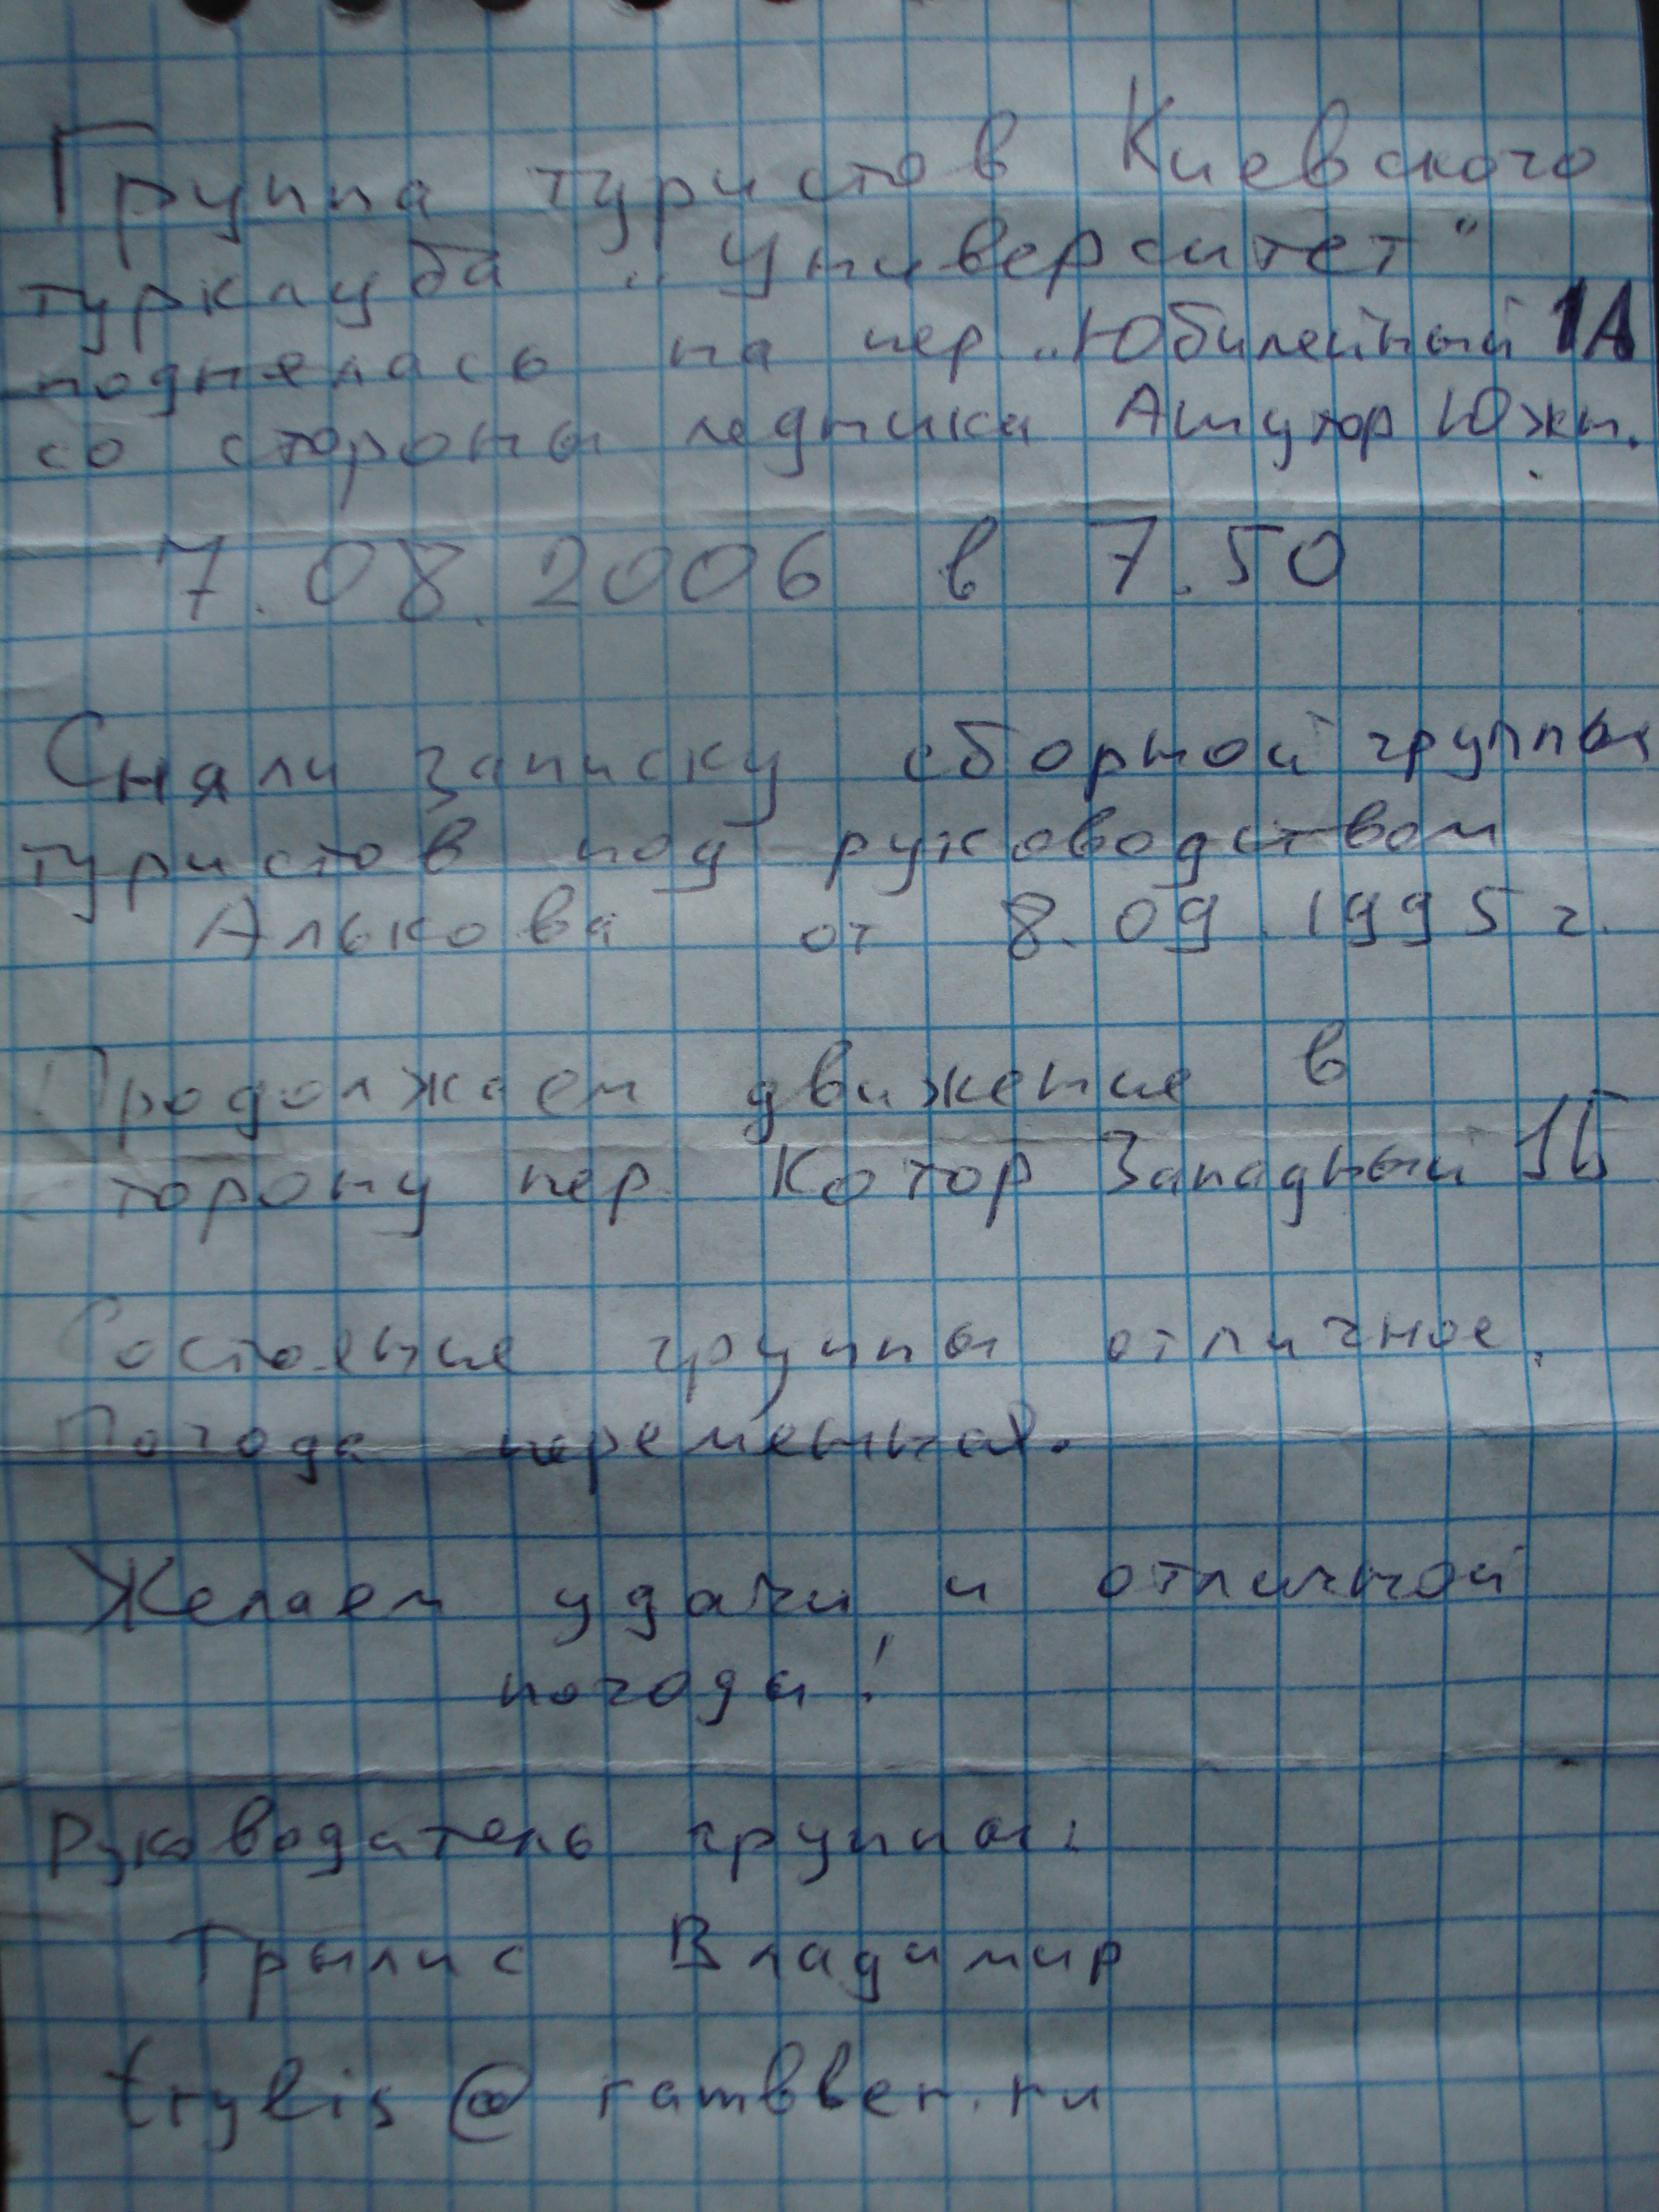 Группа туристов Киевского
турклуба „Университет"
поднялась на пер „Юбилейный 1А
со стороны ледника Ашутор Южн.
7.08.2006 в 7.50
Сняли записку сборной группы
туристов под руководством
Алькова от 8.09.1995 г.
Продолжаем движение в
сторону пер Котор Западный 1Б
Состояние группы отличное.
Погода переменная.
Желаем удачи и отличной
погоды!
Руководитель группы:
Трылис Владимир
trylis@rambber.ru